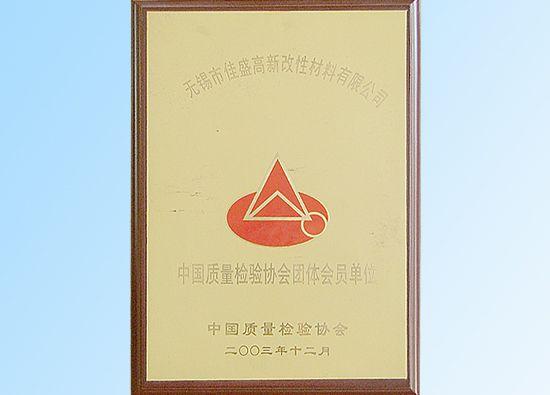 无锡市佳盛高新改性材料有限公司
中国质量检验协会团体会员单位
中国质量检验协会
二〇〇三年十二月